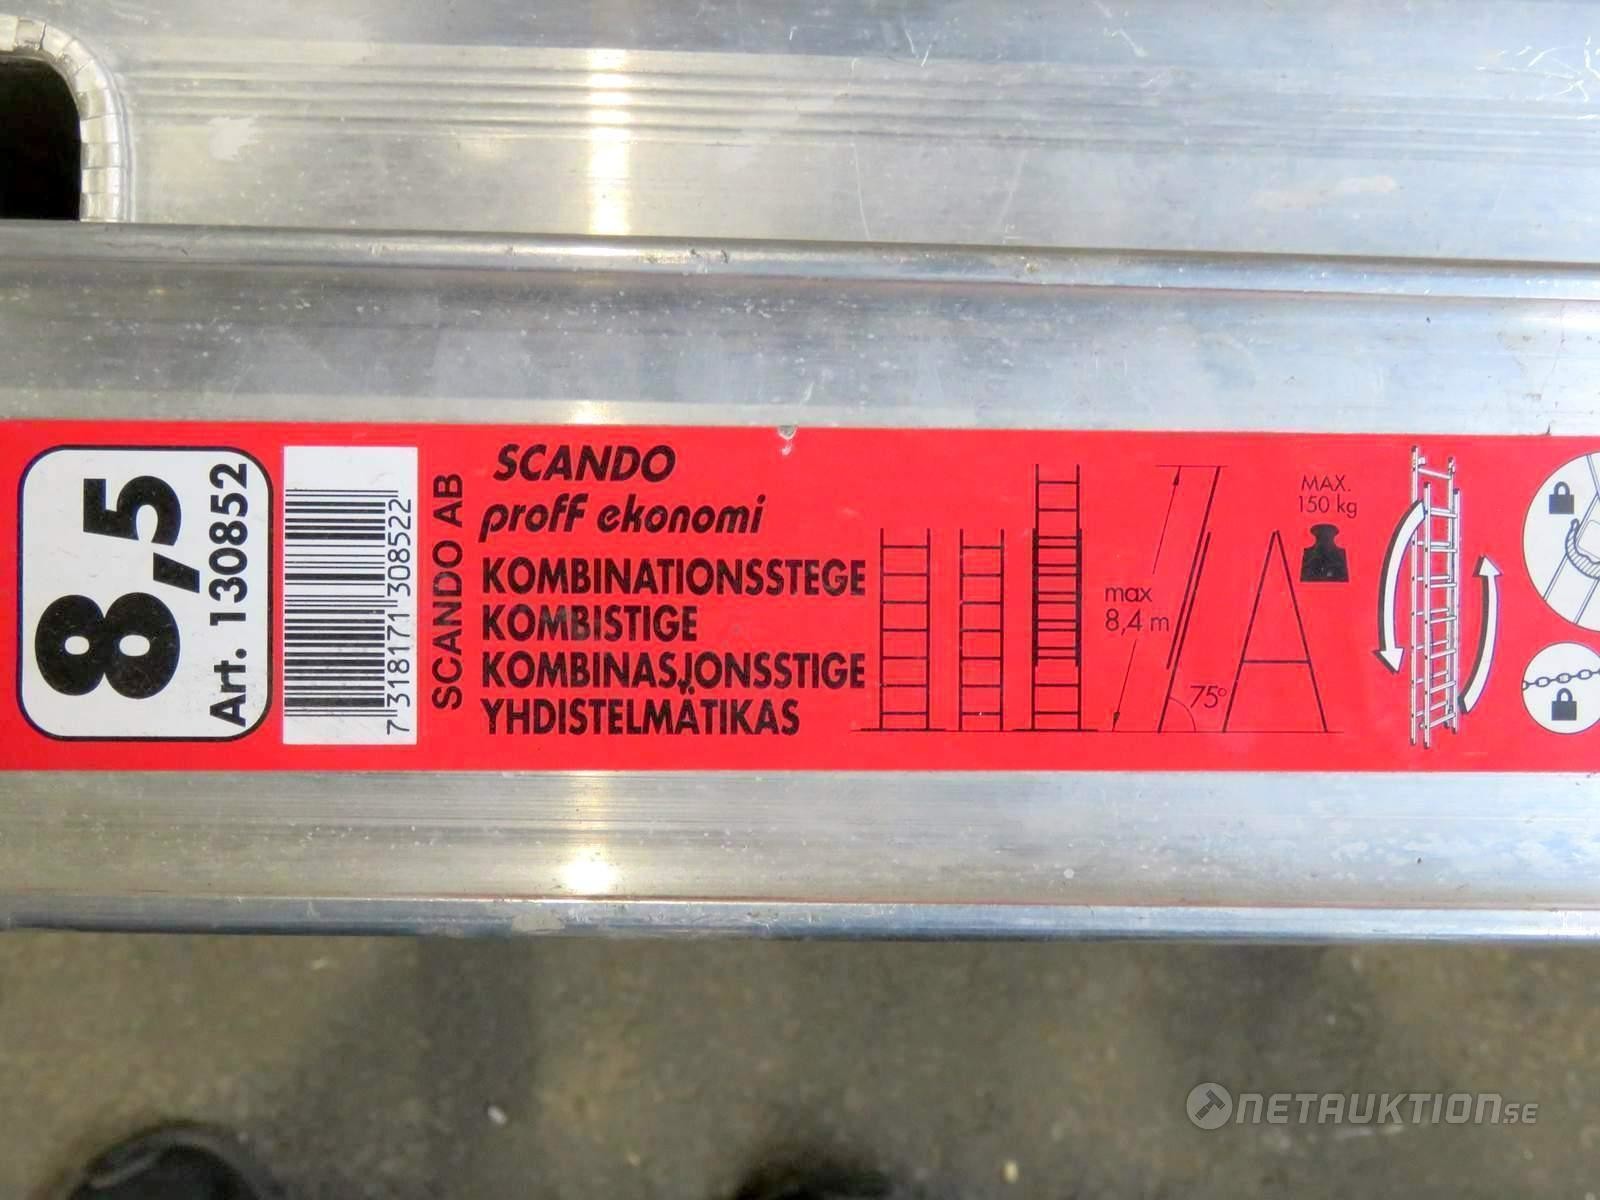 8,5
Art. 130852
7 318171 308522
SCANDO AB
SCANDO
proff ekonomi
KOMBINATIONSSTEGE
KOMBISTIGE
KOMBINASJONSSTIGE
YHDISTELMÄTIKAS
max
8,4 m
75°
MAX.
150 kg
NETAUKTION.SE